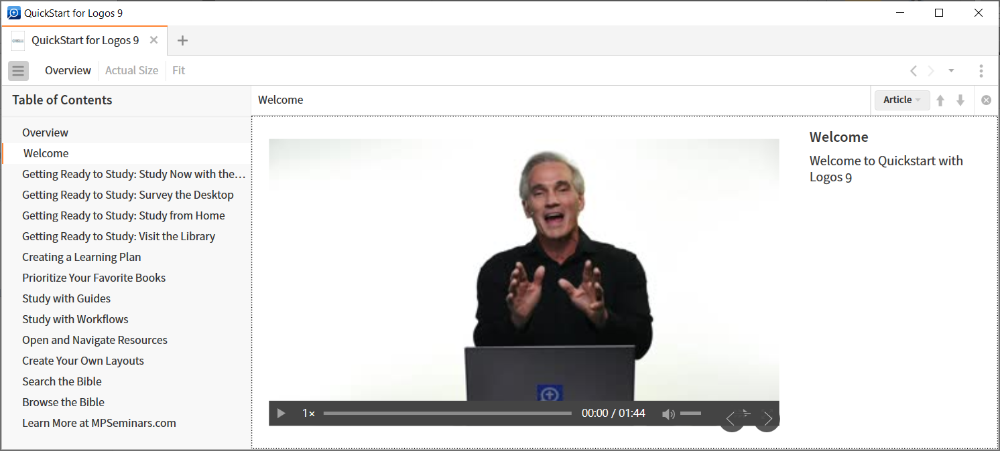 QuickStart for Logos 9
QuickStart for Logos 9
Overview
Actual Size
Fit
Table of Contents
Overview
Welcome
Getting Ready to Study: Study Now with the…
Getting Ready to Study: Survey the Desktop
Getting Ready to Study: Study from Home
Getting Ready to Study: Visit the Library
Creating a Learning Plan
Prioritize Your Favorite Books
Study with Guides
Study with Workflows
Open and Navigate Resources
Create Your Own Layouts
Search the Bible
Browse the Bible
Learn More at MPSeminars.com
Welcome
Article
1×
00:00 / 01:44
Welcome
Welcome to Quickstart with
Logos 9